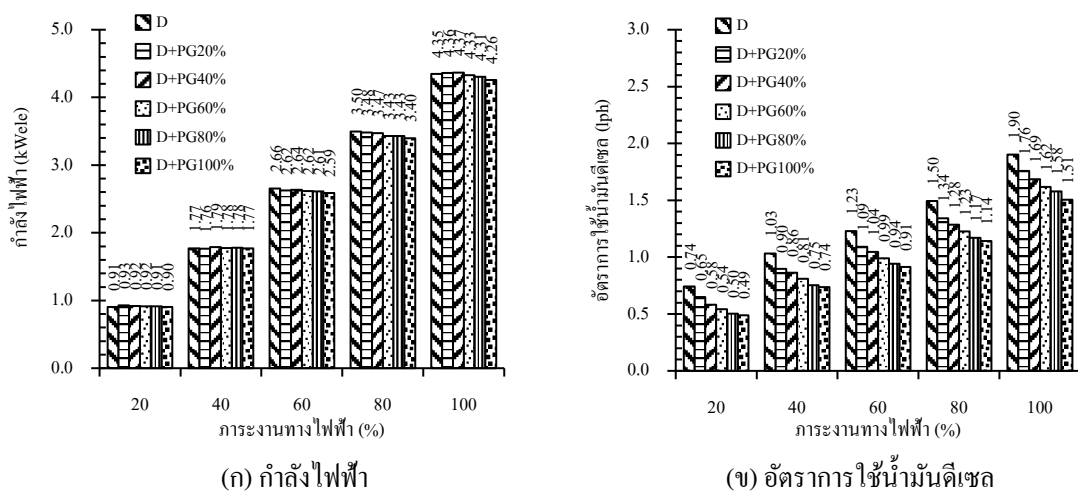 5.0
4.0
3.0
2.0
1.0
0.0
กำลังไฟฟ้า (kWele)
D
D+PG20%
D+PG40%
D+PG60%
D+PG80%
D+PG100%
0.91 0.93 0.92 0.92 0.91 0.90
1.77 1.76 1.79 1.78 1.78 1.77
2.66 2.62 2.64 2.62 2.61 2.59
3.50 3.48 3.47 3.43 3.43 3.40
4.35 4.36 4.37 4.33 4.31 4.26
20 40 60 80 100
ภาระงานทางไฟฟ้า (%)
(ก) กำลังไฟฟ้า
3.0
2.5
2.0
1.5
1.0
0.5
0.0
อัตราการใช้น้ำมันดีเซล (lph)
D
D+PG20%
D+PG40%
D+PG60%
D+PG80%
D+PG100%
0.74 0.65 0.58 0.54 0.50 0.49
1.03 0.90 0.86 0.81 0.75 0.74
1.23 1.09 1.04 0.99 0.94 0.91
1.50 1.34 1.28 1.23 1.17 1.14
1.90 1.76 1.69 1.62 1.58 1.51
20 40 60 80 100
ภาระงานทางไฟฟ้า (%)
(ข) อัตราการใช้น้ำมันดีเซล